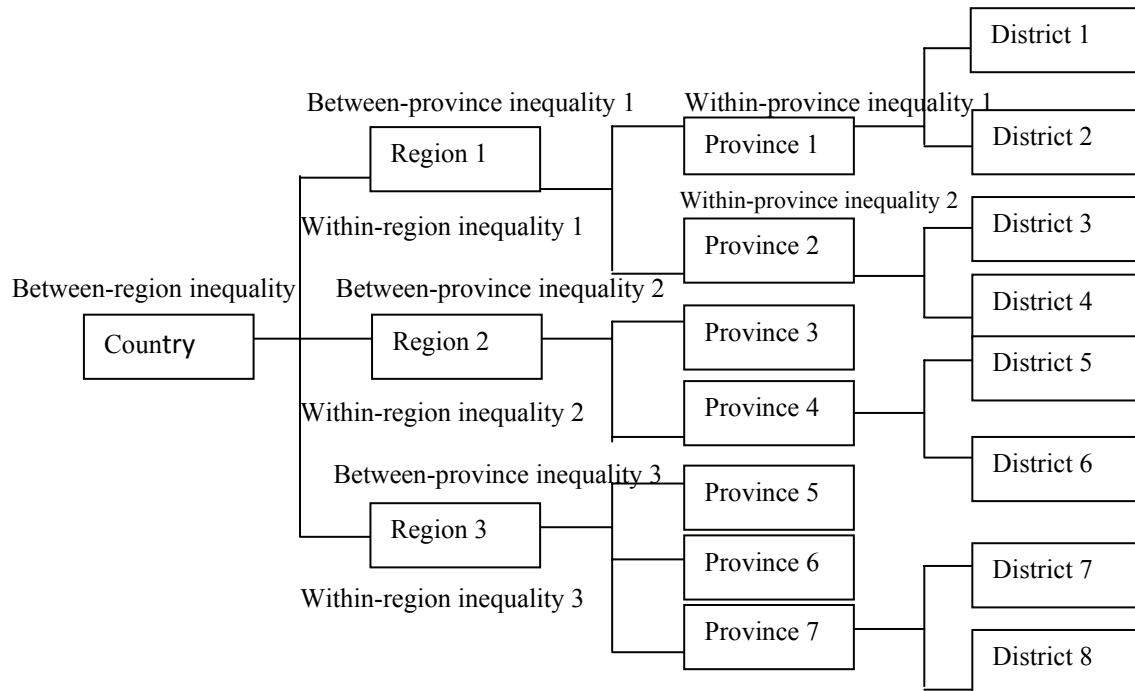 District 1
Between-province inequality 1
Within-province inequality 1
Region 1
Province 1
District 2
Within-province inequality 2
Within-region inequality 1
Province 2
District 3
Between-region inequality
Between-province inequality 2
District 4
Country
Region 2
Province 3
District 5
Within-region inequality 2
Province 4
District 6
Between-province inequality 3
Province 5
Region 3
Province 6
District 7
Within-region inequality 3
Province 7
District 8